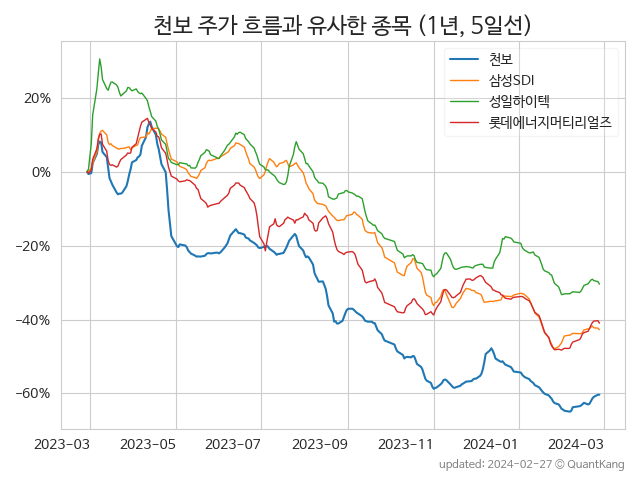 천보 주가 흐름과 유사한 종목 (1년, 5일선)
천보
삼성SDI
성일하이텍
롯데에너지머티리얼즈
20%
0%
−20%
−40%
−60%
2023-03 2023-05 2023-07 2023-09 2023-11 2024-01 2024-03
updated: 2024-02-27 © QuantKang